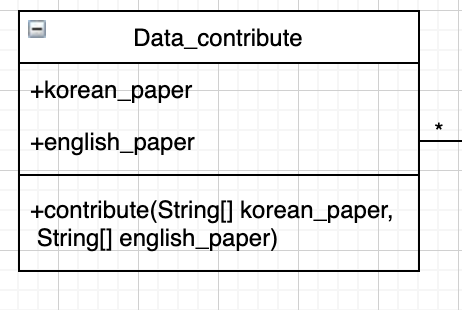 Data_contribute
+korean_paper
+english_paper
*
+contribute(String[] korean_paper,
String[] english_paper)